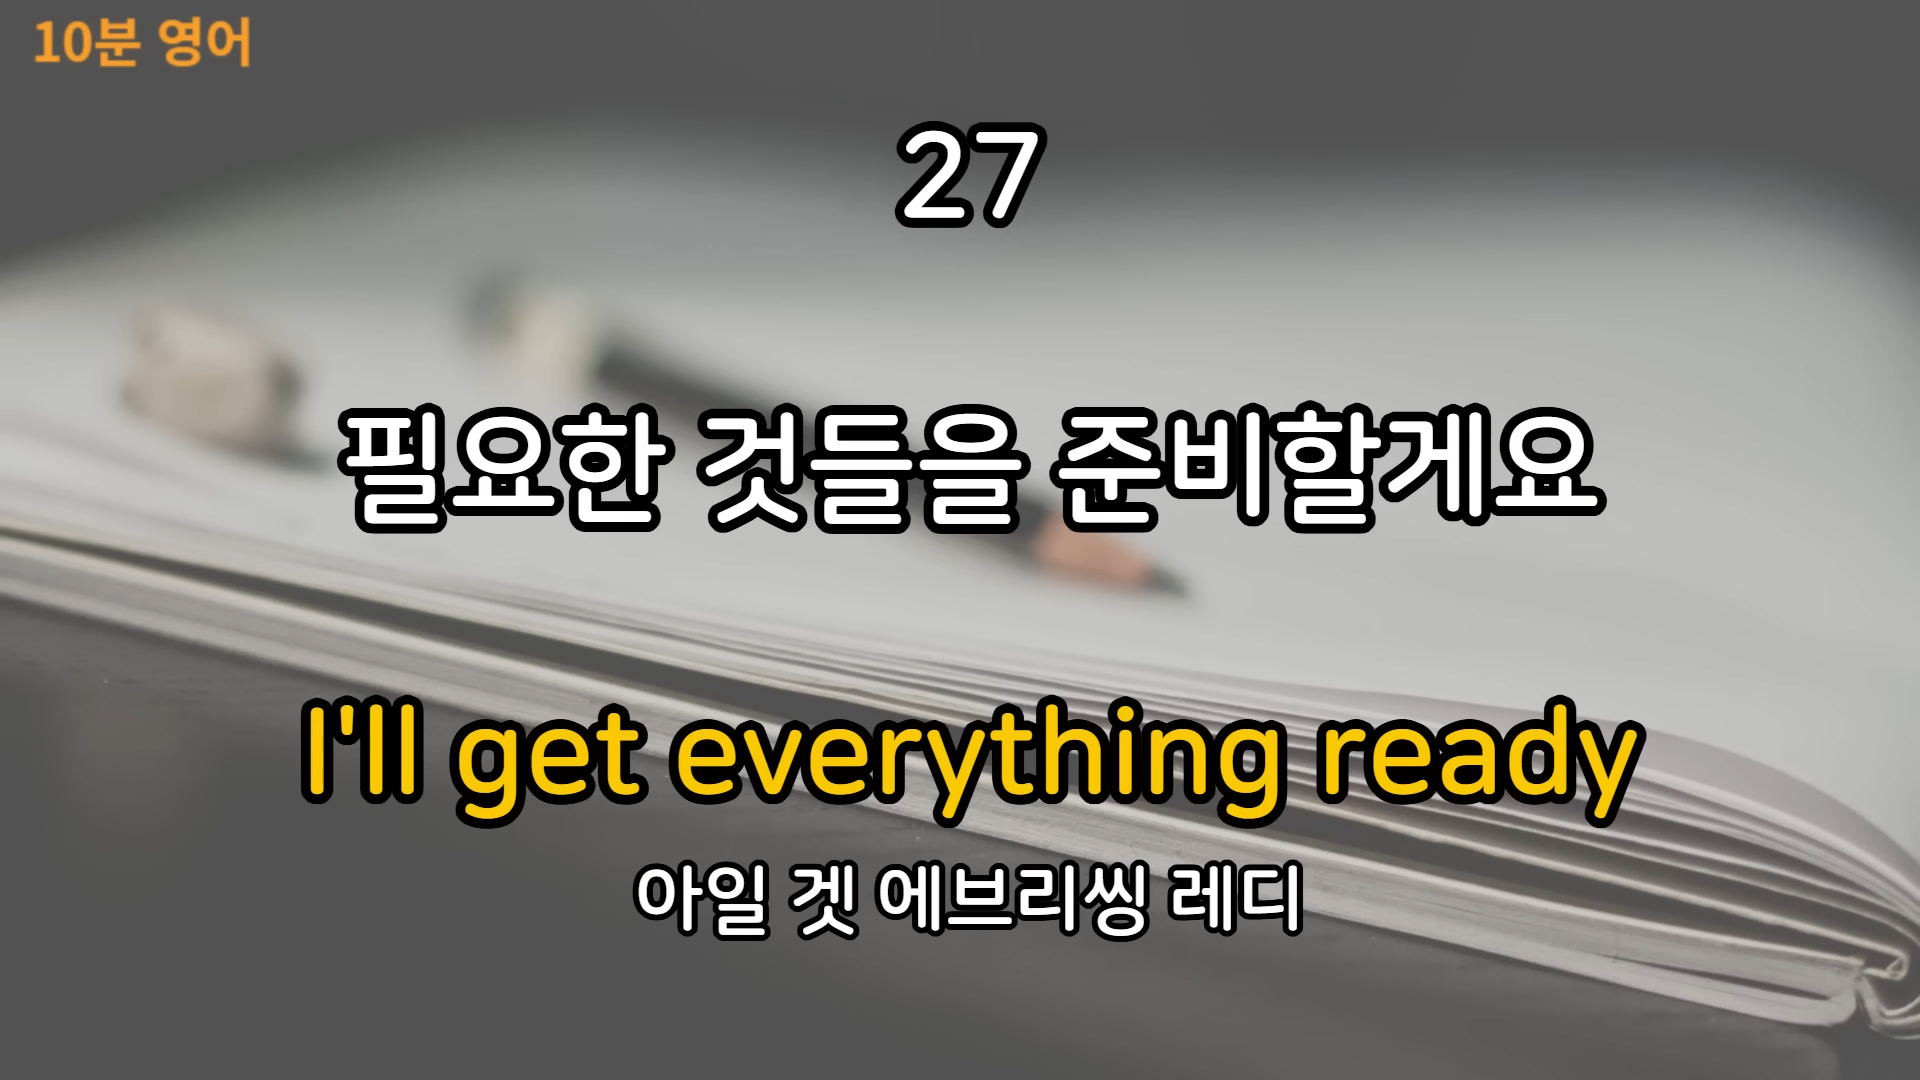 10분 영어
27
필요한 것들을 준비할게요
I'll get everything ready
아일 겟 에브리씽 레디